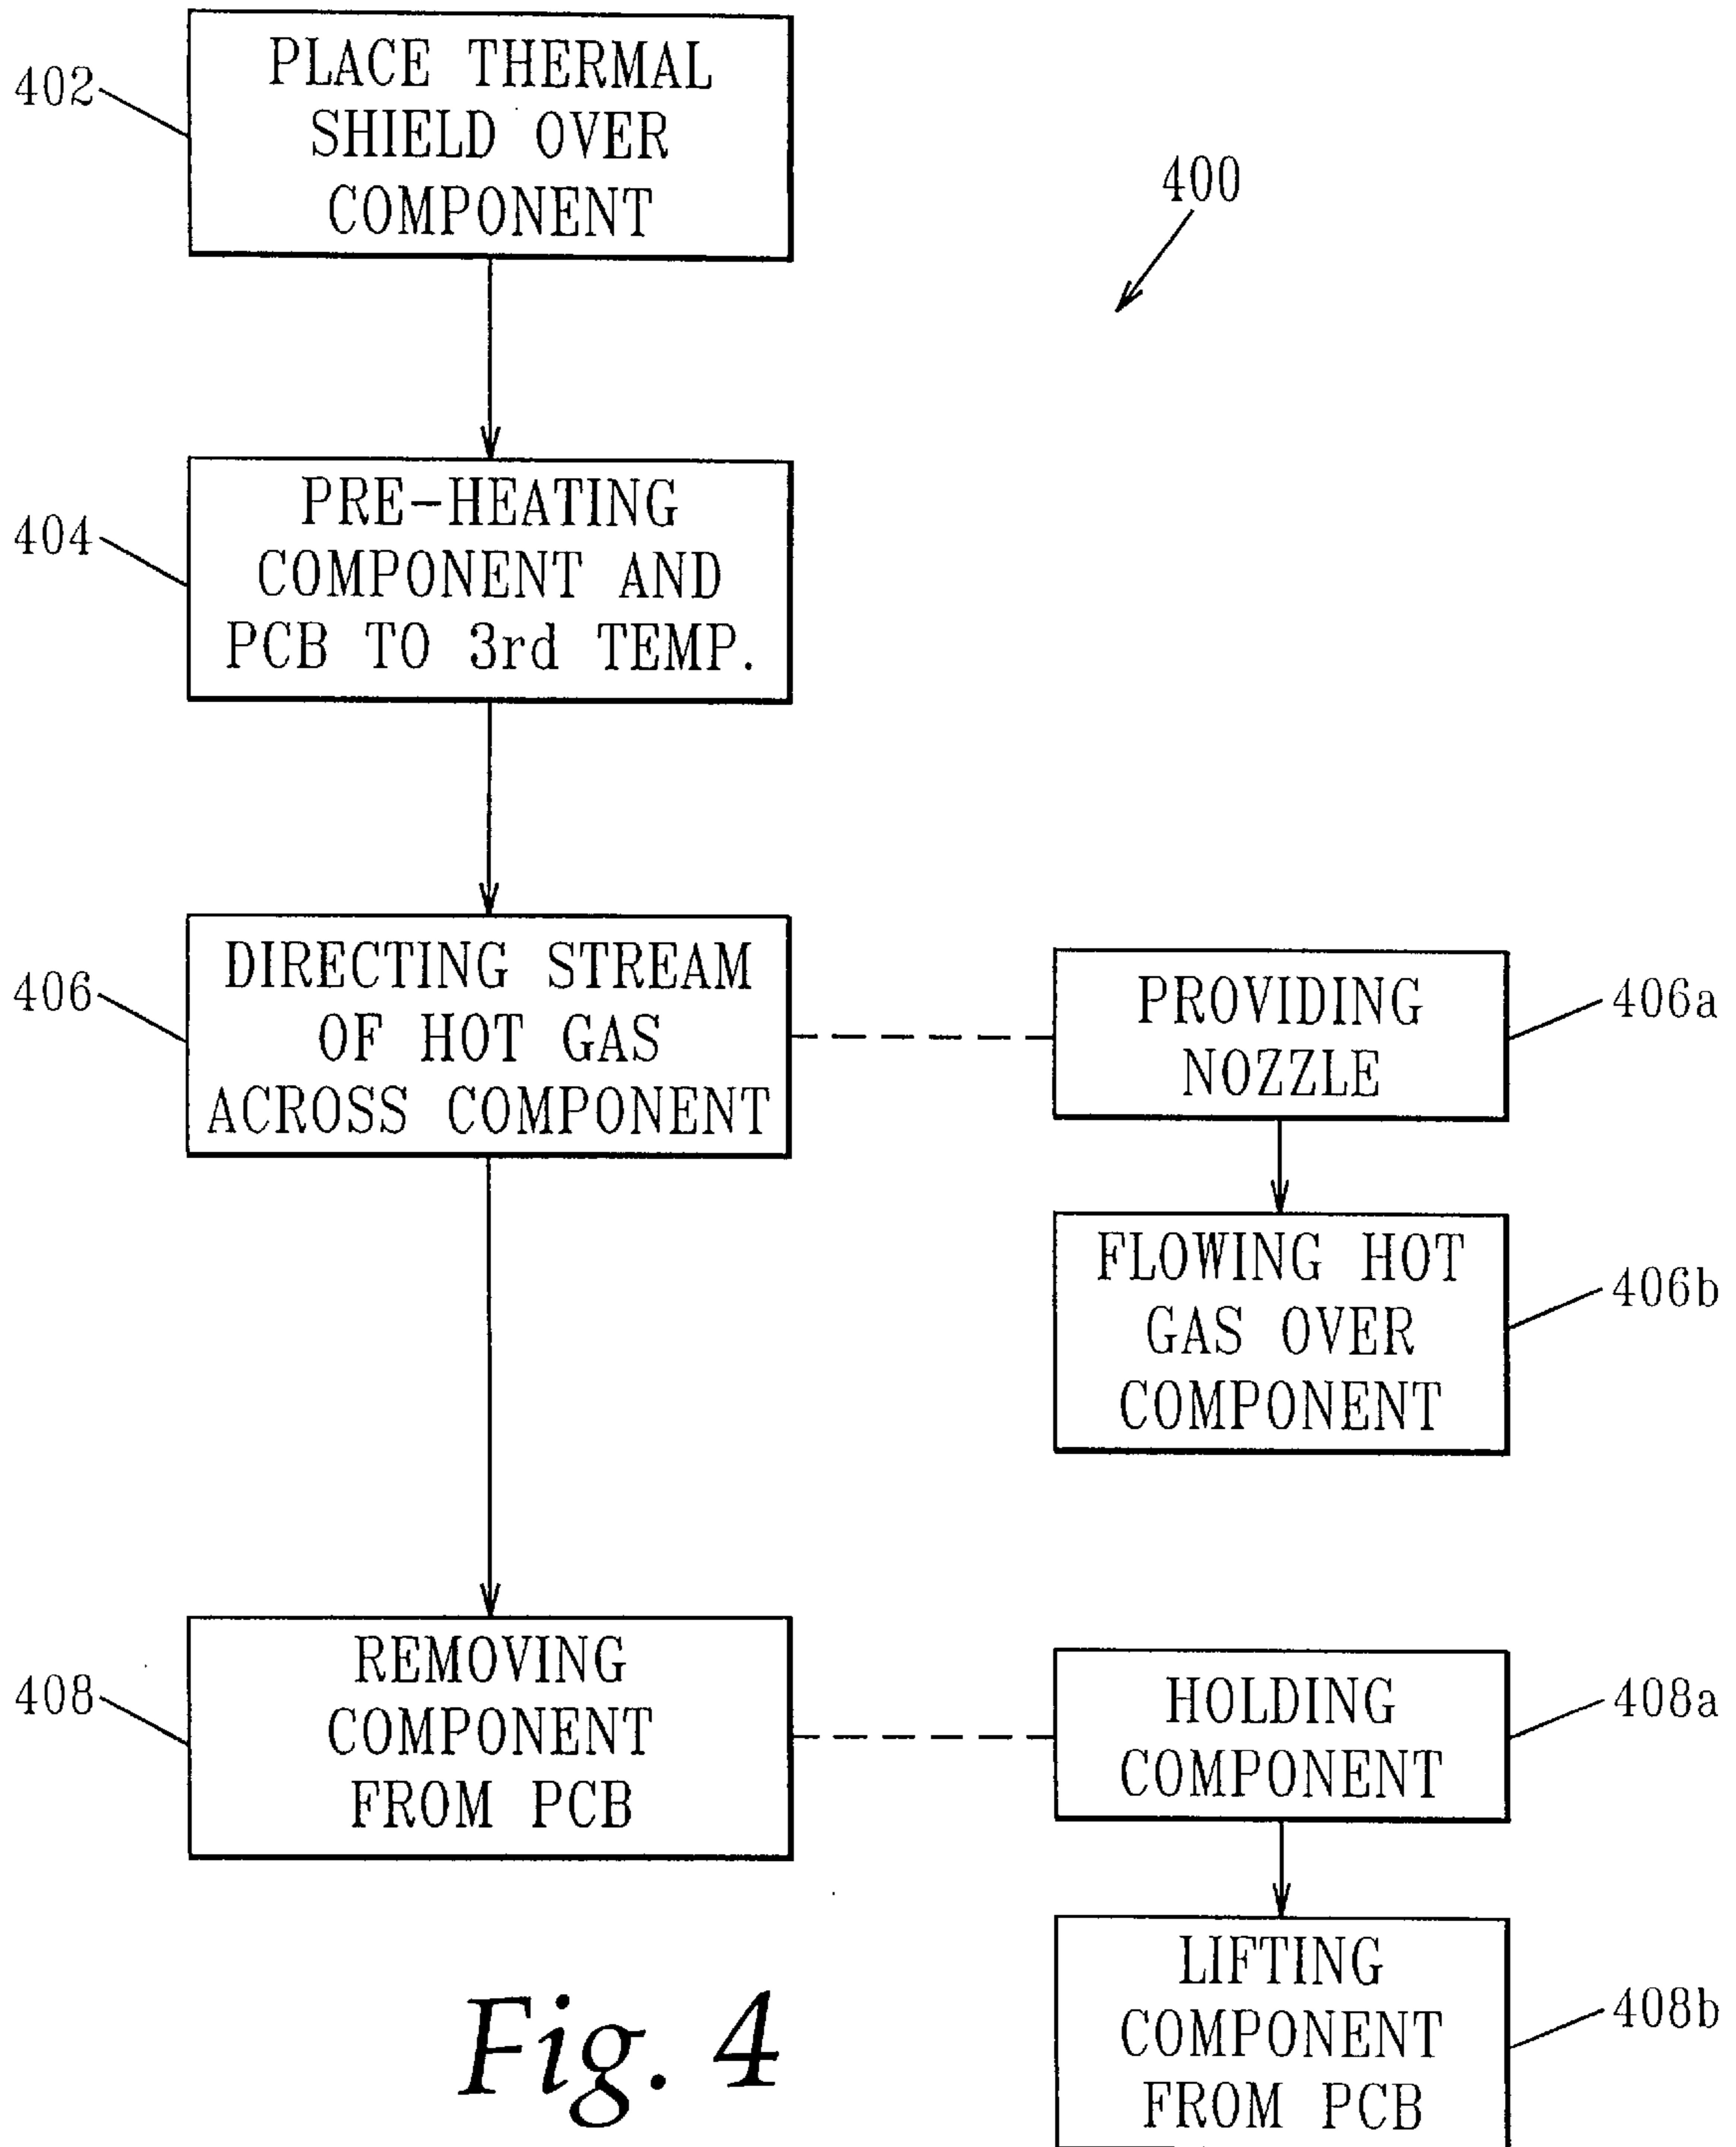 402
PLACE THERMAL
SHIELD OVER
COMPONENT
400
404
PRE-HEATING
COMPONENT AND
PCB TO 3rd TEMP.
406
DIRECTING STREAM
OF HOT GAS
ACROSS COMPONENT
PROVIDING
NOZZLE
406a
FLOWING HOT
GAS OVER
COMPONENT
406b
408
REMOVING
COMPONENT
FROM PCB
HOLDING
COMPONENT
408a
LIFTING
COMPONENT
FROM PCB
408b
Fig. 4